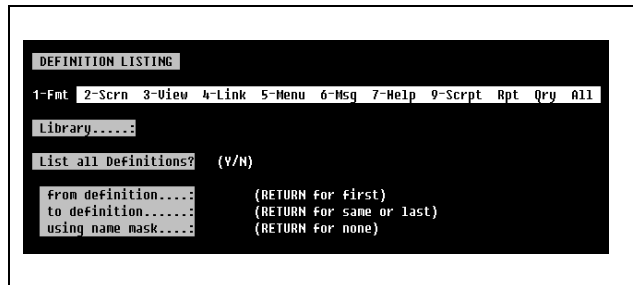 DEFINITION LISTING
1-Fmt 2-Scrn 3-View 4-Link 5-Menu 6-Msg 7-Help 9-Scrpt Rpt Qry All
Library.....:
List all Definitions? (Y/N)
from definition....: (RETURN for first)
to definition......: (RETURN for same or last)
using name mask....: (RETURN for none)